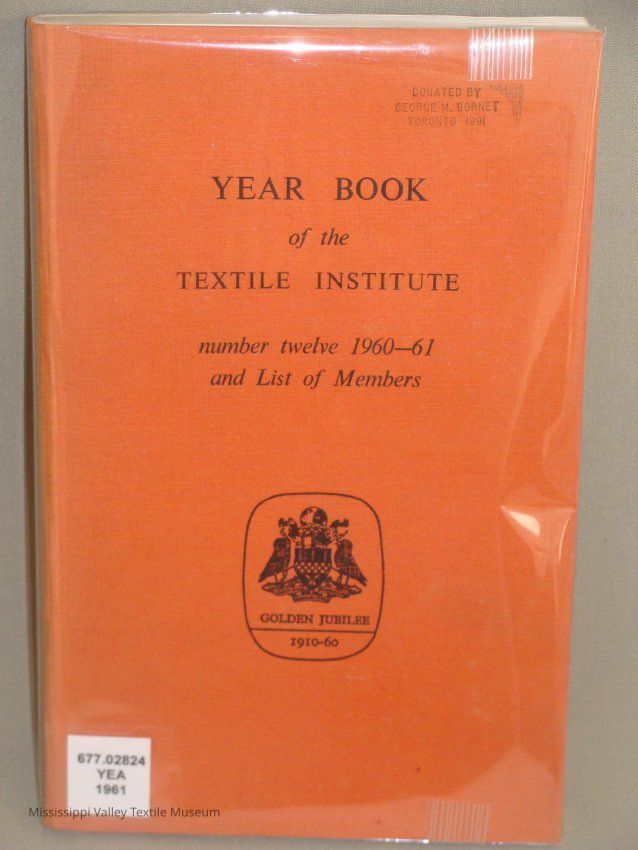 DONATED BY
GEORGE M. BORNET
TORONTO 1991
YEAR BOOK
of the
TEXTILE INSTITUTE
number twelve 1960—61
and List of Members
GOLDEN JUBILEE
1910-60
677.02824
YEA
1961
Mississippi Valley Textile Museum